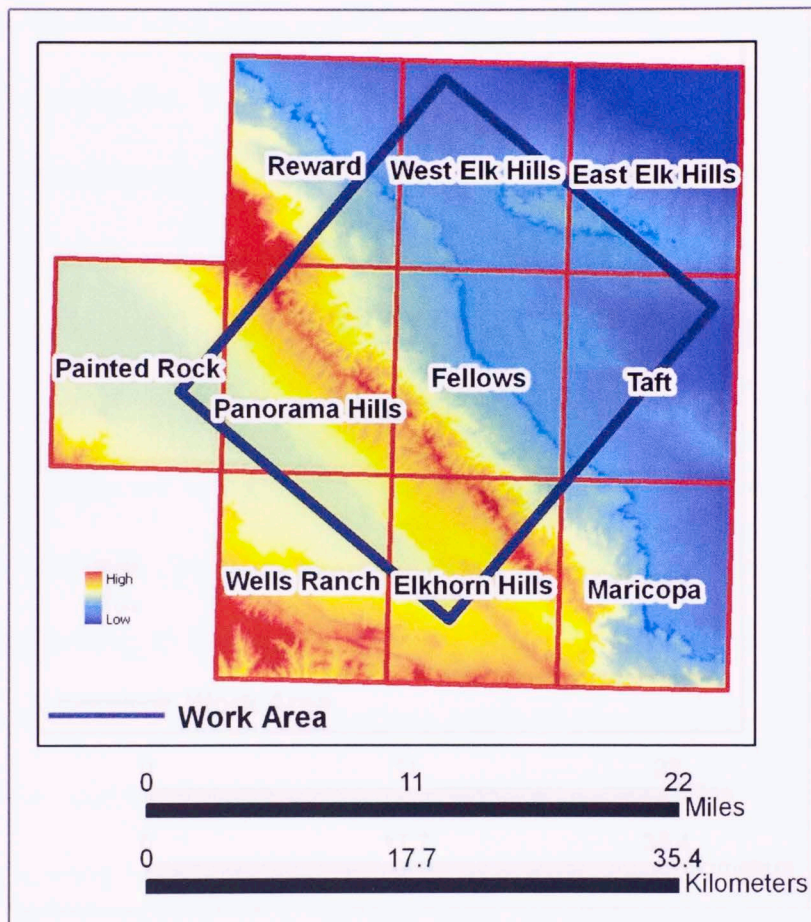 Reward
West Elk Hills
East Elk Hills
Painted Rock
Panorama Hills
Fellows
Taft
High
Low
Wells Ranch
Elkhorn Hills
Maricopa
Work Area
0 11 22
Miles
0 17.7 35.4
Kilometers